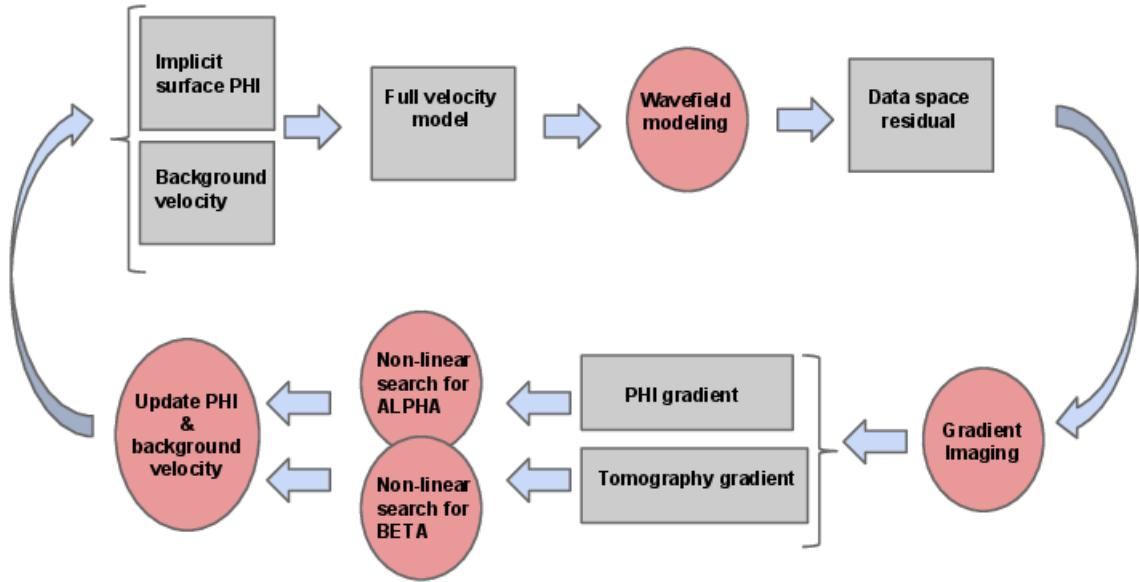 Implicit
surface PHI
Background
velocity
Full velocity
model
Wavefield
modeling
Data space
residual
Gradient
Imaging
PHI gradient
Tomography gradient
Non-linear
search for
ALPHA
Non-linear
search for
BETA
Update PHI
&
background
velocity